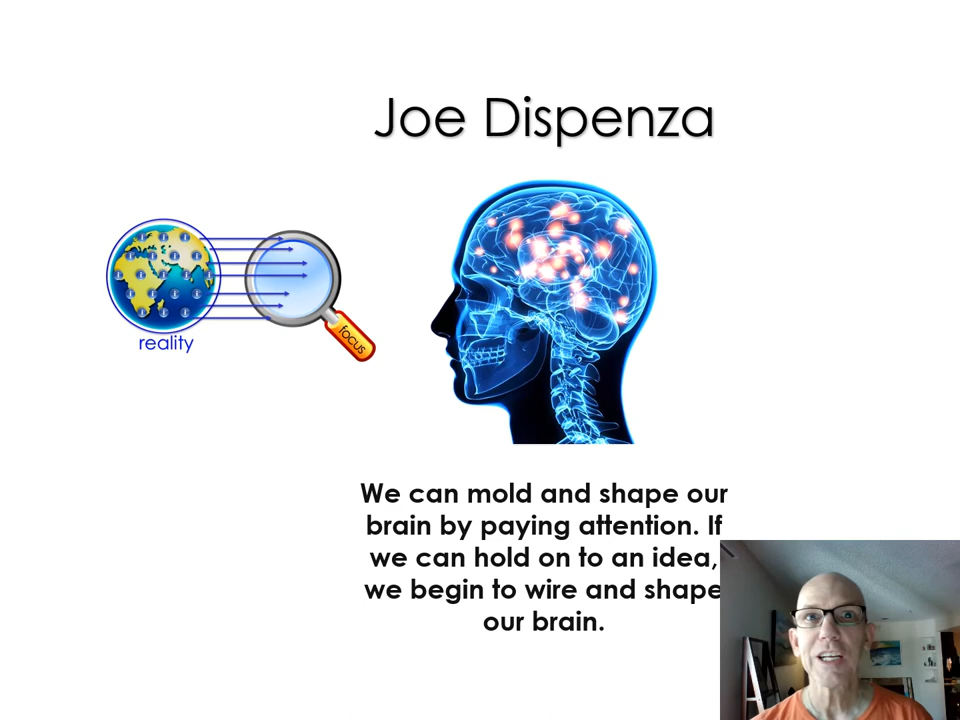 Joe Dispenza
reality
focus
We can mold and shape our
brain by paying attention. If
we can hold on to an idea,
we begin to wire and shape
our brain.